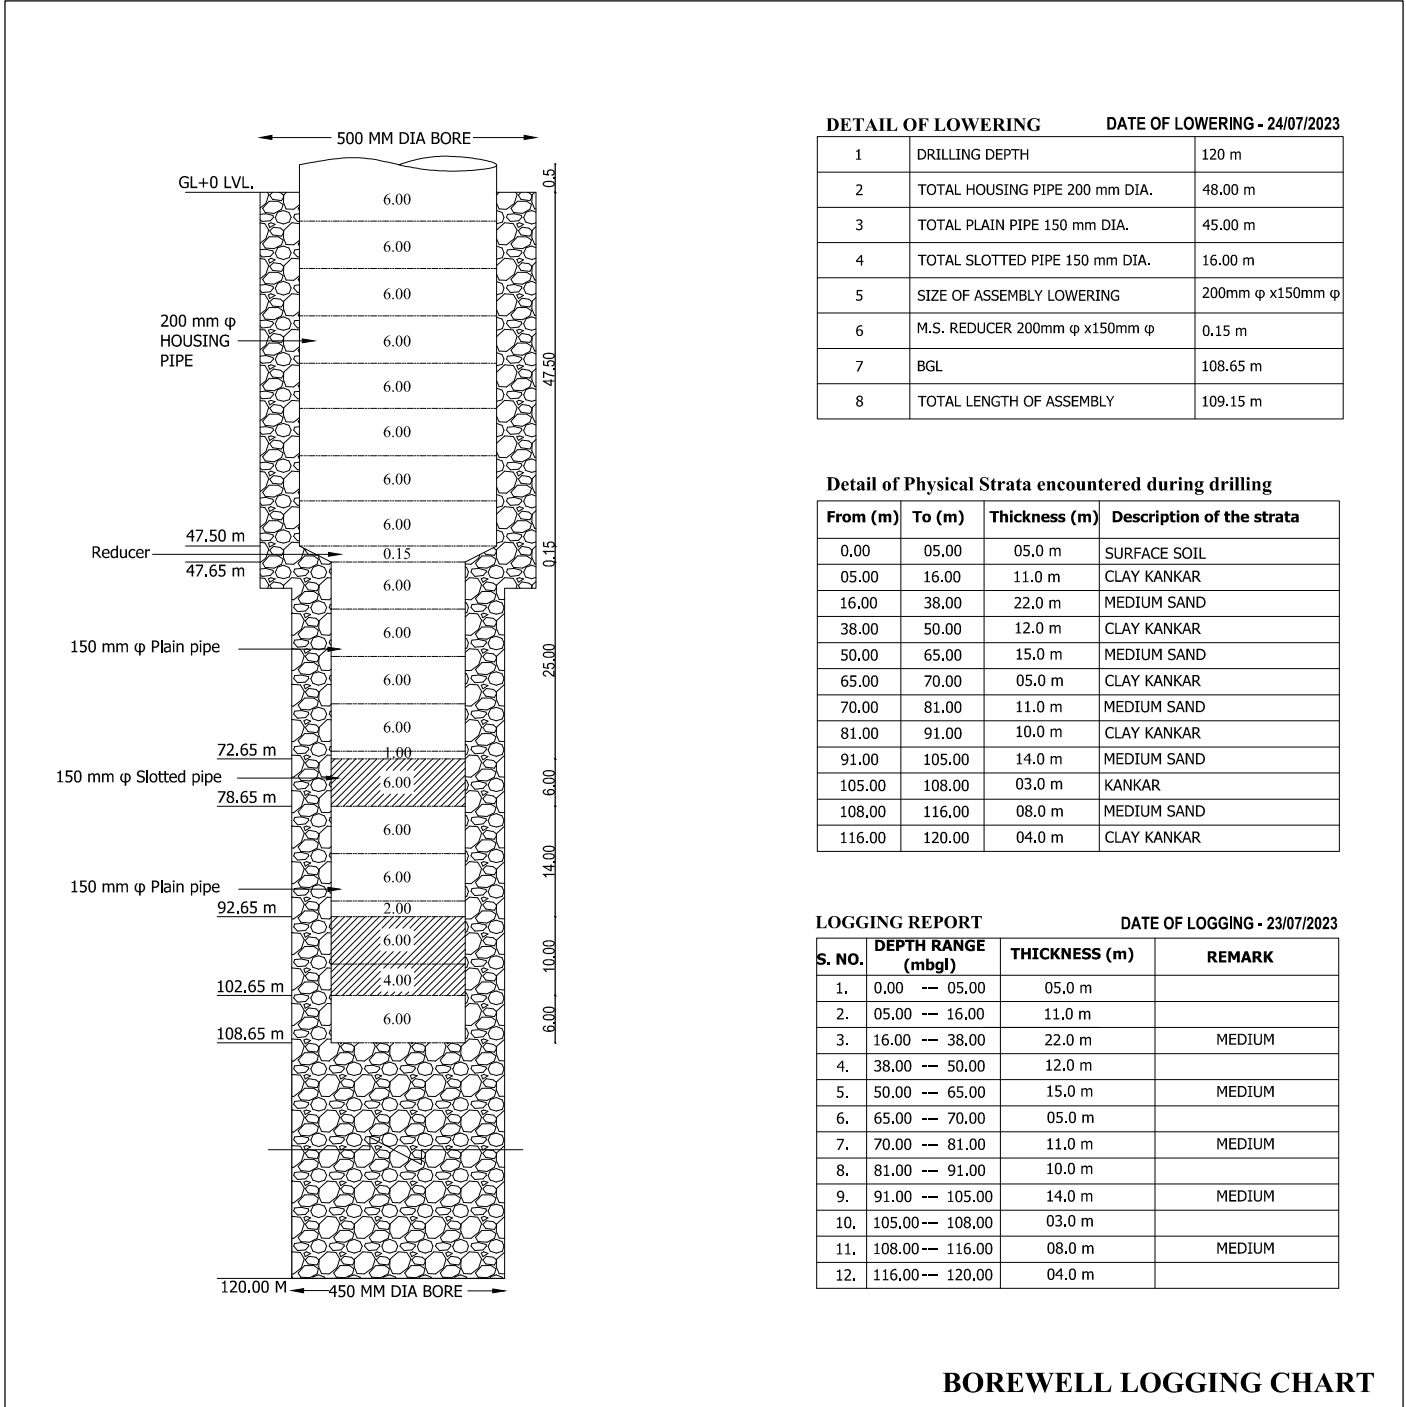 500 MM DIA BORE
GL+0 LVL.
0.5
6.00
6.00
6.00
200 mm φ
HOUSING
PIPE
6.00
47.50
6.00
6.00
6.00
6.00
47.50 m
Reducer
0.15
0.15
47.65 m
6.00
150 mm φ Plain pipe
6.00
25.00
6.00
6.00
72.65 m
1.00
150 mm φ Slotted pipe
6.00
6.00
78.65 m
6.00
14.00
6.00
150 mm φ Plain pipe
92.65 m
2.00
6.00
10.00
4.00
102.65 m
6.00
6.00
108.65 m
120.00 M
450 MM DIA BORE
DETAIL OF LOWERING DATE OF LOWERING - 24/07/2023
1 DRILLING DEPTH 120 m
2 TOTAL HOUSING PIPE 200 mm DIA. 48.00 m
3 TOTAL PLAIN PIPE 150 mm DIA. 45.00 m
4 TOTAL SLOTTED PIPE 150 mm DIA. 16.00 m
5 SIZE OF ASSEMBLY LOWERING 200mm φ x150mm φ
6 M.S. REDUCER 200mm φ x150mm φ 0.15 m
7 BGL 108.65 m
8 TOTAL LENGTH OF ASSEMBLY 109.15 m
Detail of Physical Strata encountered during drilling
From (m) To (m) Thickness (m) Description of the strata
0.00 05.00 05.0 m SURFACE SOIL
05.00 16.00 11.0 m CLAY KANKAR
16.00 38.00 22.0 m MEDIUM SAND
38.00 50.00 12.0 m CLAY KANKAR
50.00 65.00 15.0 m MEDIUM SAND
65.00 70.00 05.0 m CLAY KANKAR
70.00 81.00 11.0 m MEDIUM SAND
81.00 91.00 10.0 m CLAY KANKAR
91.00 105.00 14.0 m MEDIUM SAND
105.00 108.00 03.0 m KANKAR
108.00 116.00 08.0 m MEDIUM SAND
116.00 120.00 04.0 m CLAY KANKAR
LOGGING REPORT DATE OF LOGGING - 23/07/2023
S. NO. DEPTH RANGE (mbgl) THICKNESS (m) REMARK
1. 0.00 --- 05.00 05.0 m
2. 05.00 --- 16.00 11.0 m
3. 16.00 --- 38.00 22.0 m MEDIUM
4. 38.00 --- 50.00 12.0 m
5. 50.00 --- 65.00 15.0 m MEDIUM
6. 65.00 --- 70.00 05.0 m
7. 70.00 --- 81.00 11.0 m MEDIUM
8. 81.00 --- 91.00 10.0 m
9. 91.00 --- 105.00 14.0 m MEDIUM
10. 105.00 --- 108.00 03.0 m
11. 108.00 --- 116.00 08.0 m MEDIUM
12. 116.00 --- 120.00 04.0 m
BOREWELL LOGGING CHART